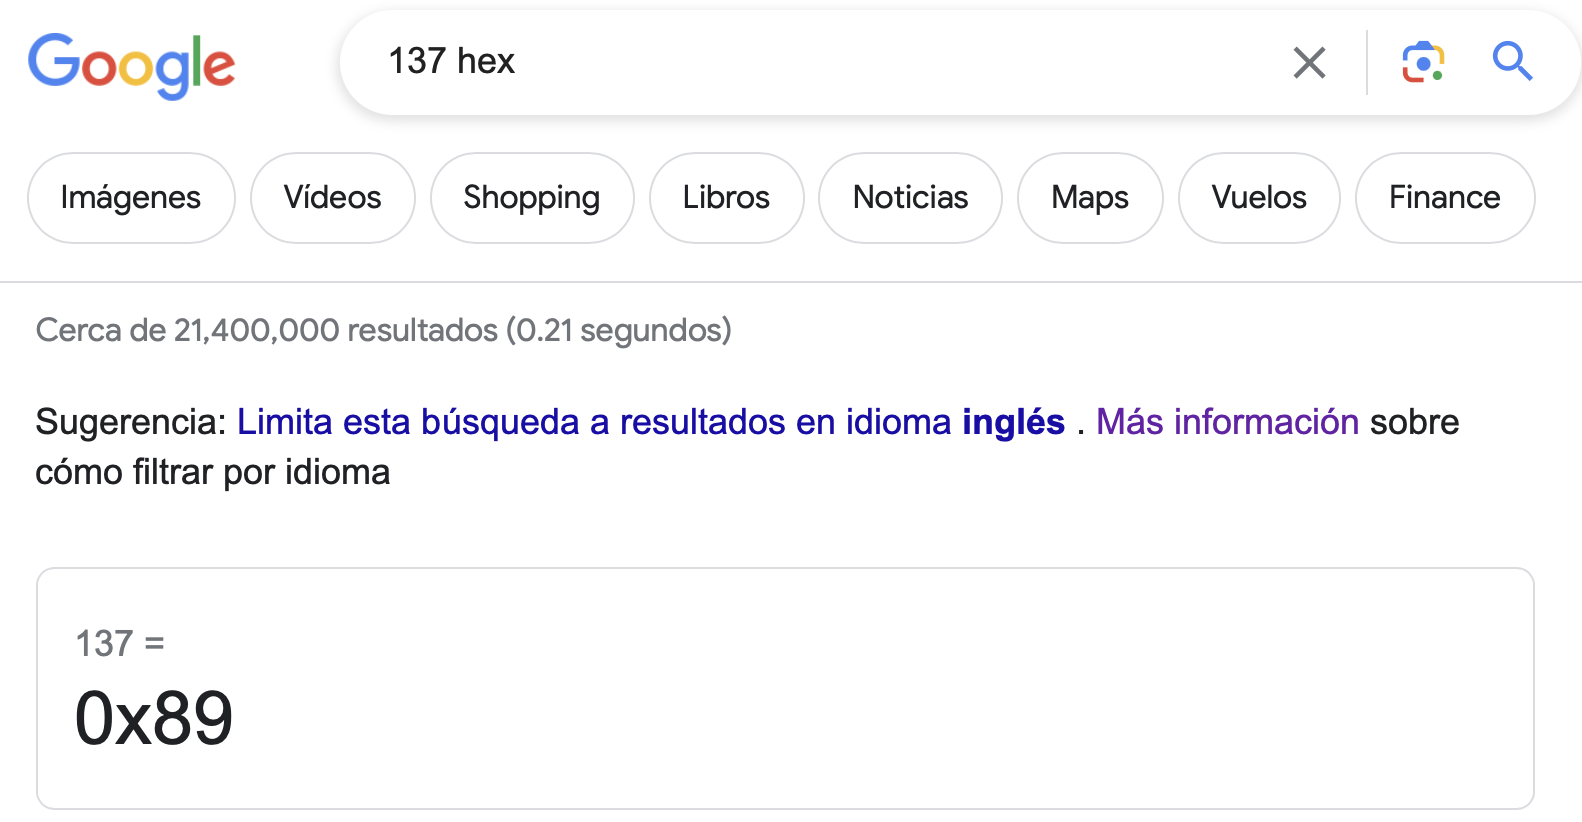 Google
137 hex
Imágenes
Vídeos
Shopping
Libros
Noticias
Maps
Vuelos
Finance
Cerca de 21,400,000 resultados (0.21 segundos)
Sugerencia: Limita esta búsqueda a resultados en idioma inglés . Más información sobre
cómo filtrar por idioma
137 =
0x89